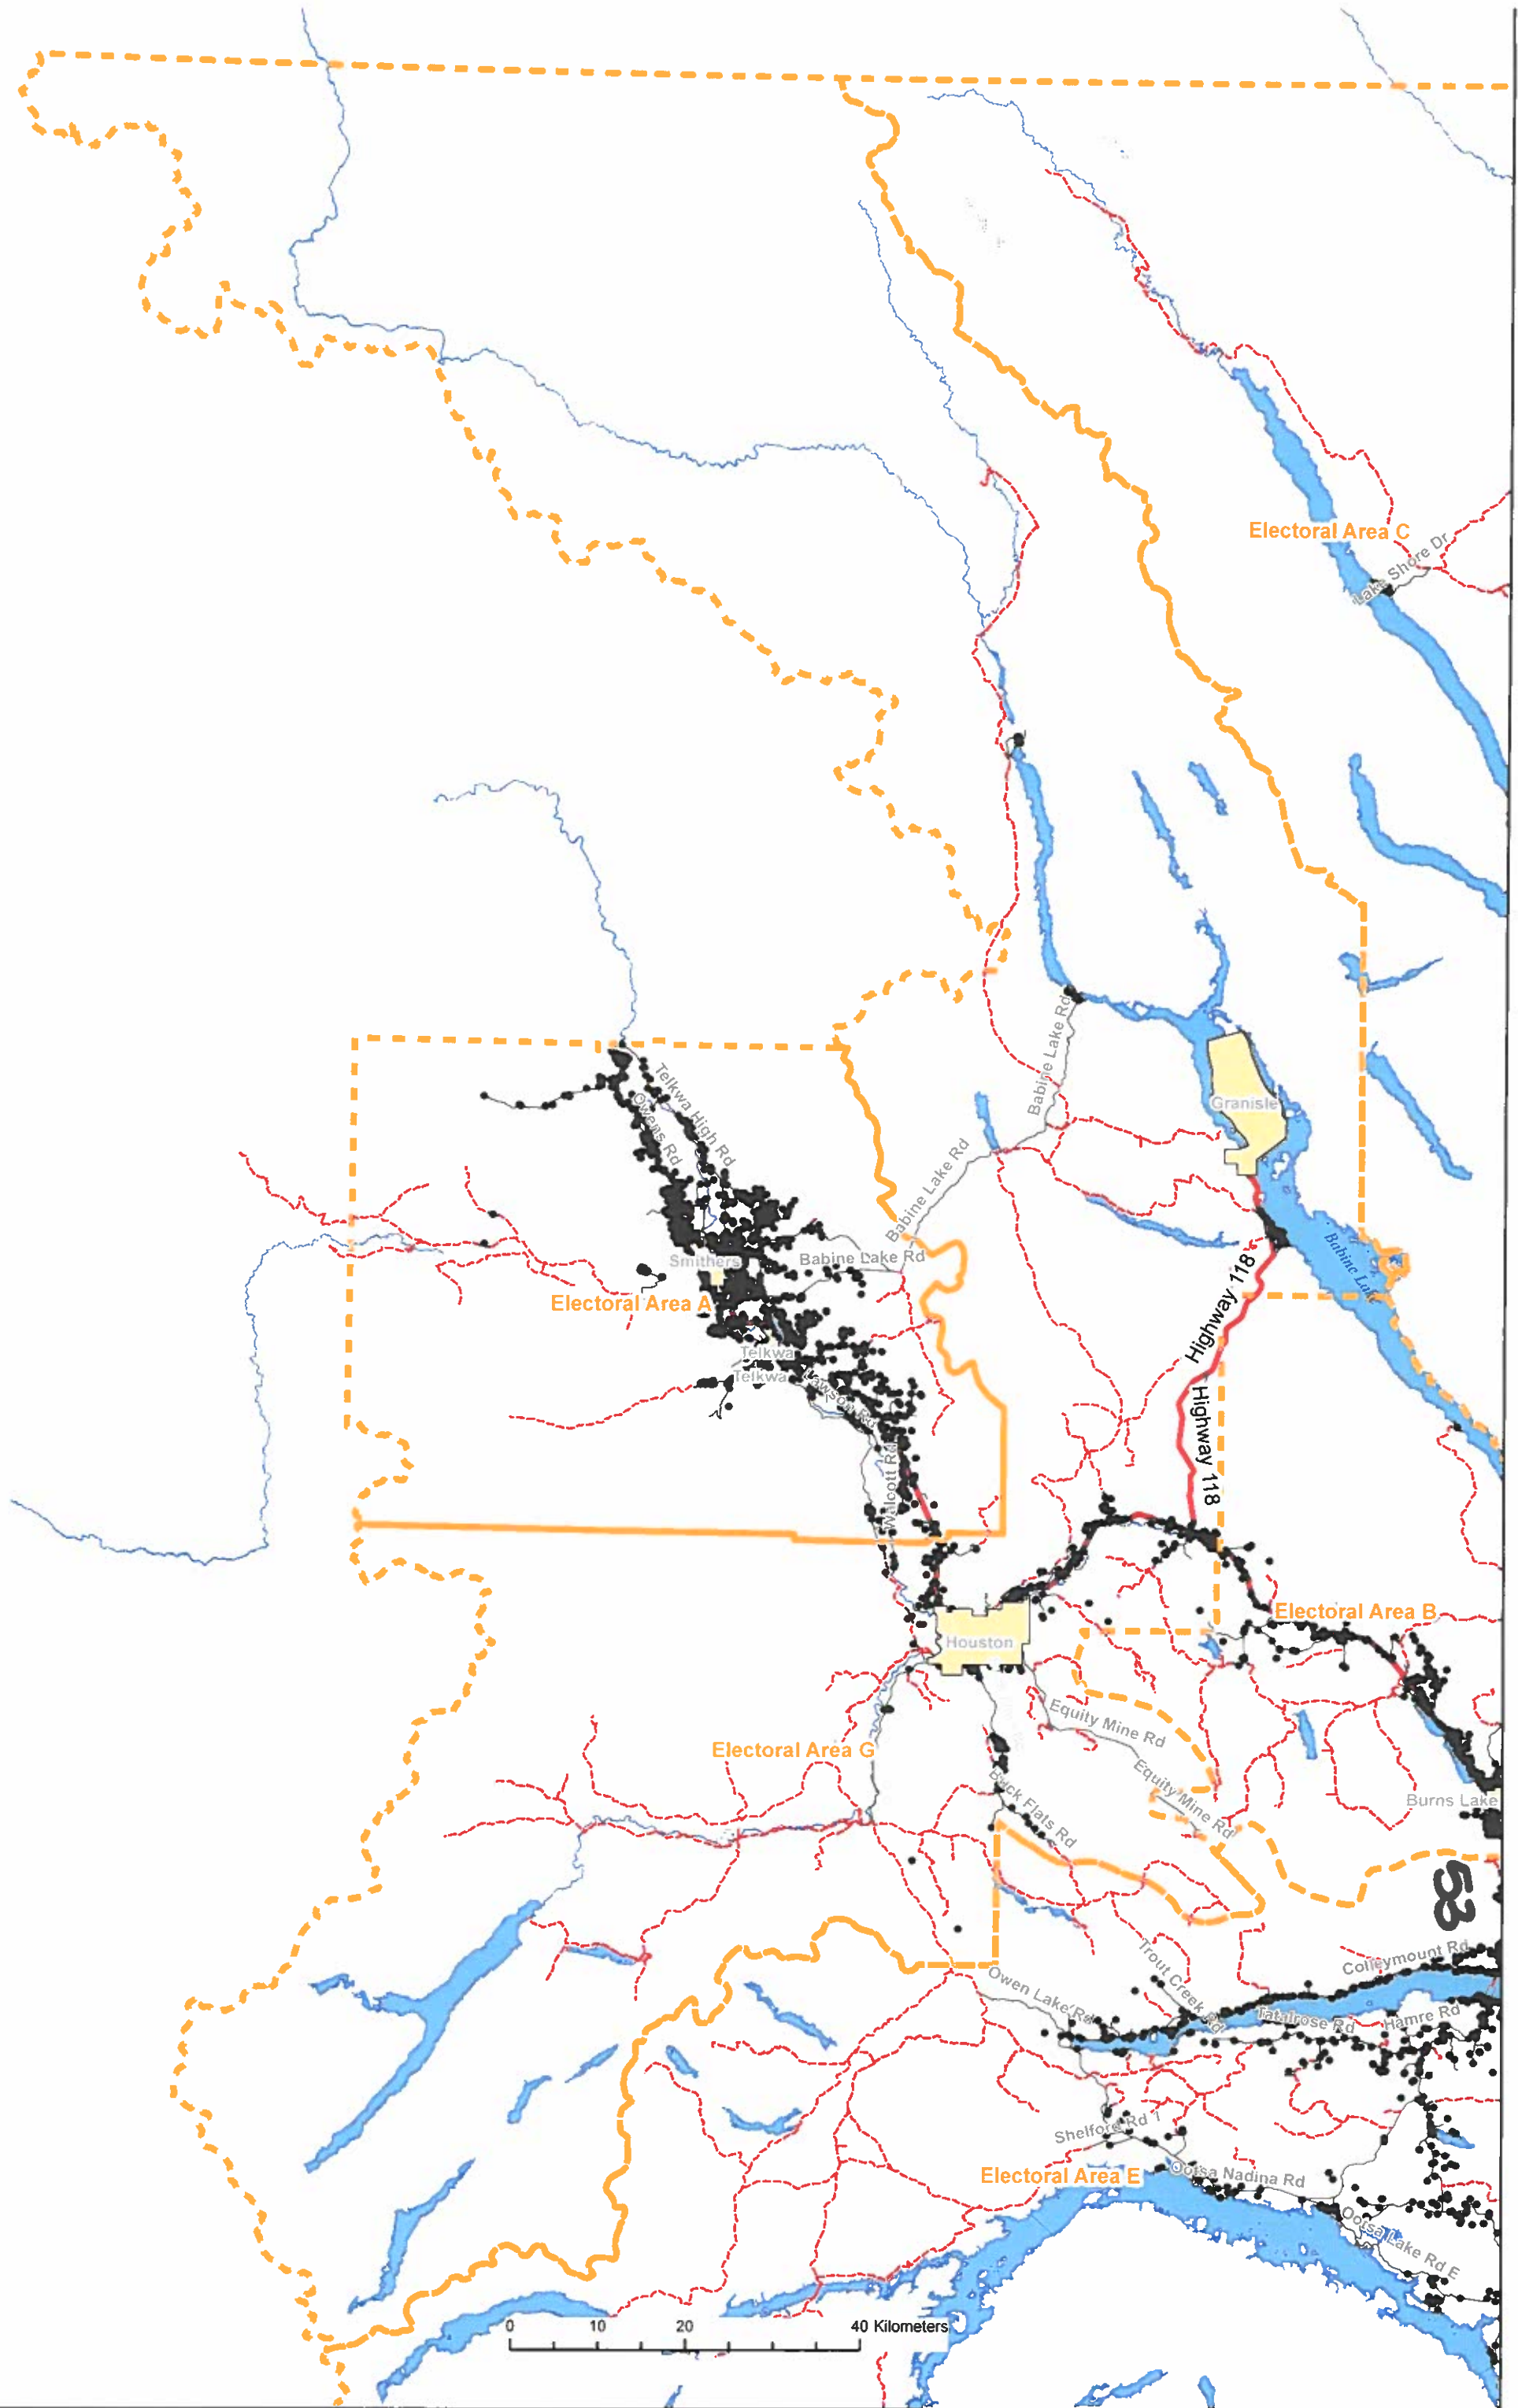 Electoral Area C
Lake Shore Dr
Babine Lake Rd
Telkwa High Rd
Owens Rd
Granisle
Babine Lake Rd
Babine Lake Rd
Smithers
Babine Lake
Electoral Area A
Highway 118
Telkwa
Telkwa
Lawson Rd
Highway 118
Walcott Rd
Electoral Area B
Houston
Equity Mine Rd
Electoral Area G
Equity Mine Rd
Buck Flats Rd
Burns Lake
53
Colleymount Rd
Trout Creek Rd
Owen Lake Rd
Tatalrose Rd
Hamre Rd
Shelford Rd 1
Electoral Area E
Ootsa Nadina Rd
Ootsa Lake Rd E
0 10 20 40 Kilometers